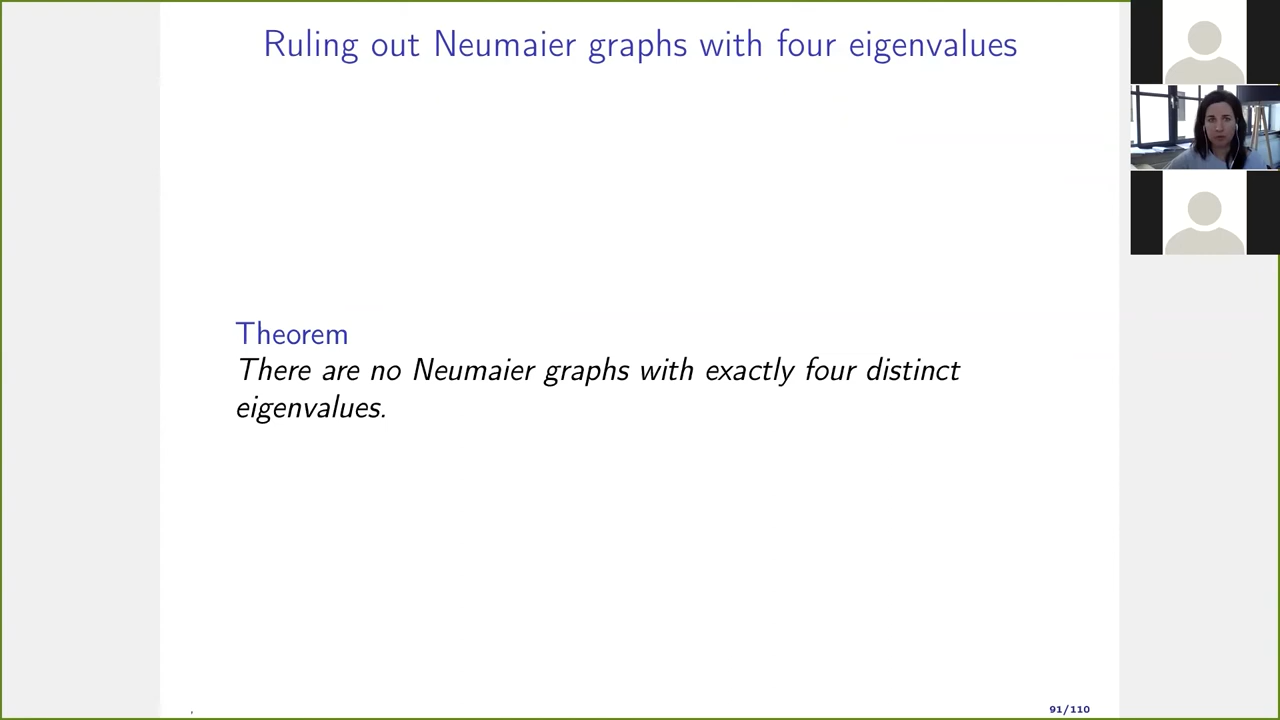 Ruling out Neumaier graphs with four eigenvalues
Theorem
There are no Neumaier graphs with exactly four distinct
eigenvalues.
,
91/110